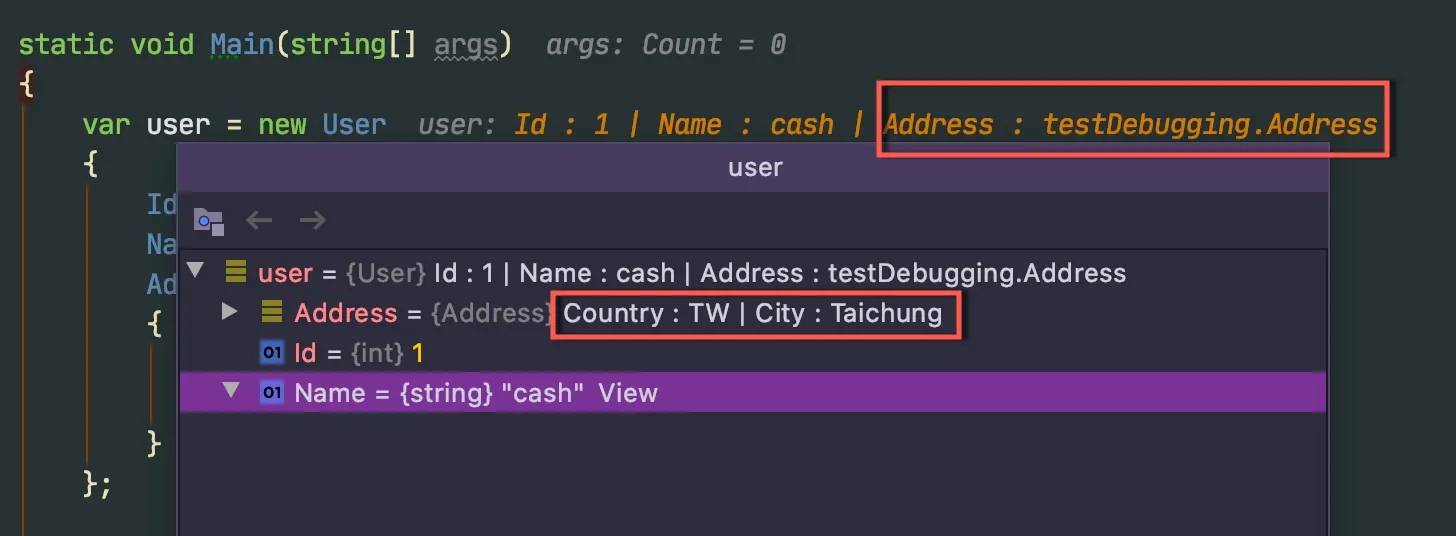 static void Main(string[] args) args: Count = 0
{
var user = new User user: Id : 1 | Name : cash | Address : testDebugging.Address
{
user
Id
Na
user = {User} Id : 1 | Name : cash | Address : testDebugging.Address
Ad
{
Address = {Address} Country : TW | City : Taichung
01 Id = {int} 1
01 Name = {string} "cash" View
}
};